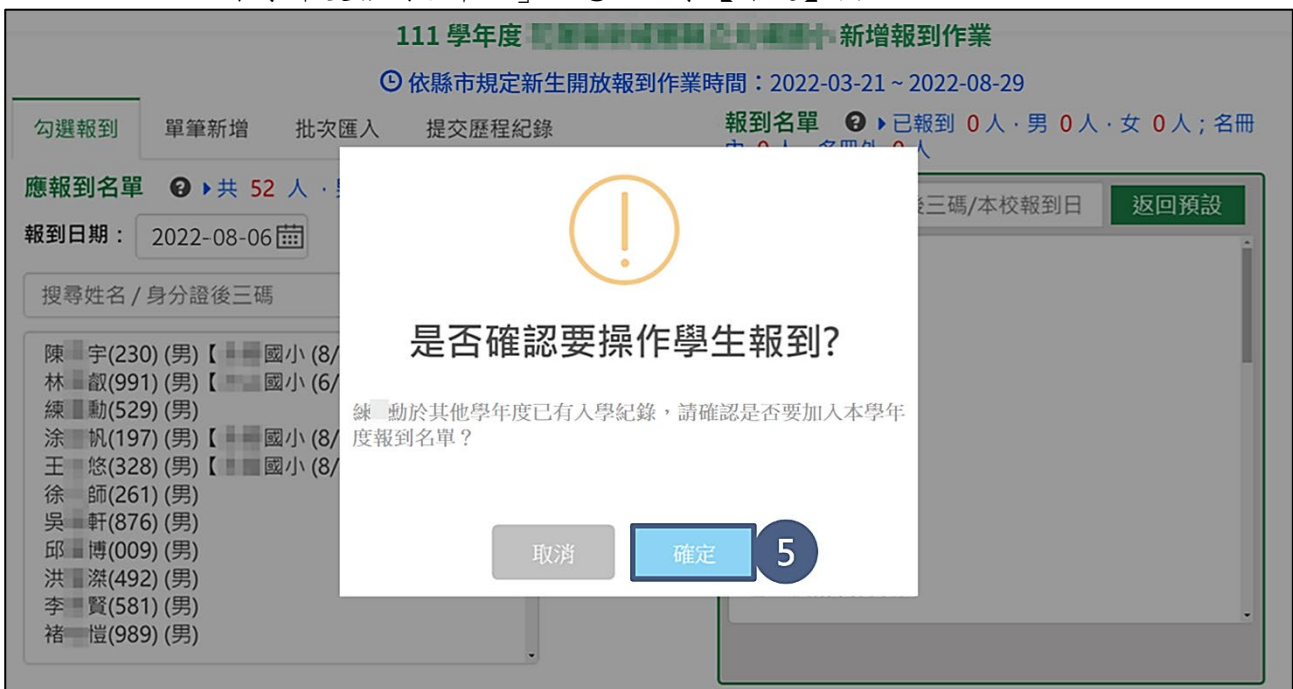 111 學年度 新增報到作業
依縣市規定新生開放報到作業時間：2022-03-21 ~ 2022-08-29
勾選報到 單筆新增 批次匯入 提交歷程紀錄
報到名單 已報到 0 人 · 男 0 人 · 女 0 人；名冊
0 人 名冊外 0 人
應報到名單 共 52 人 ·
報到日期： 2022-08-06
搜尋姓名 / 身分證後三碼
後三碼/本校報到日 返回預設
陳 宇(230) (男)【 國小 (8/
林 叡(991) (男)【 國小 (6/
練 勳(529) (男)
涂 帆(197) (男)【 國小 (8/
王 悠(328) (男)【 國小 (8/
徐 師(261) (男)
吳 軒(876) (男)
邱 博(009) (男)
洪 滐(492) (男)
李 賢(581) (男)
褚 愷(989) (男)
是否確認要操作學生報到?
練 勳於其他學年度已有入學紀錄，請確認是否要加入本學年
度報到名單？
取消 確定 5